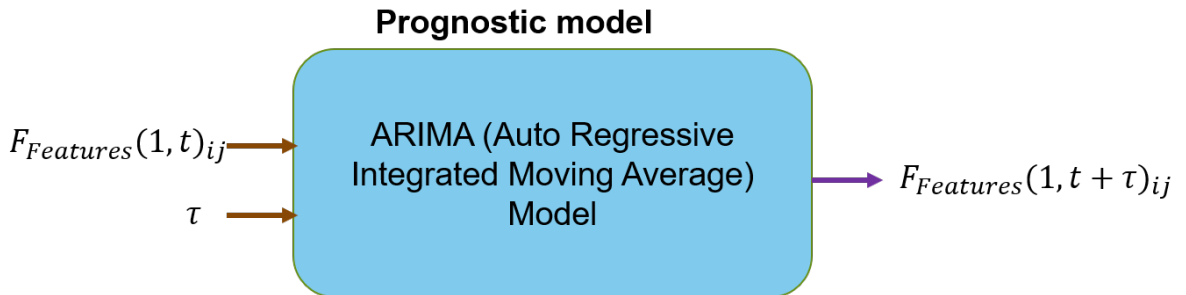 Prognostic model
F_{Features}(1, t)_{ij}
τ
ARIMA (Auto Regressive
Integrated Moving Average)
Model
F_{Features}(1, t + τ)_{ij}